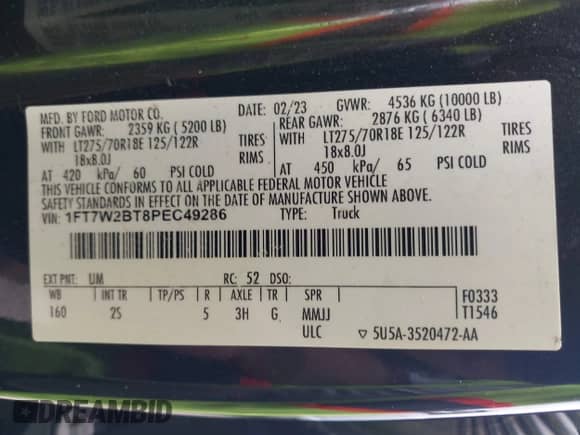 MFD. BY FORD MOTOR CO.
DATE: 02/23 GVWR: 4536 KG (10000 LB)
FRONT GAWR: 2359 KG ( 5200 LB)
REAR GAWR: 2876 KG ( 6340 LB)
WITH LT275/70R18E 125/122R TIRES
WITH LT275/70R18E 125/122R TIRES
18x8.0J RIMS
18x8.0J RIMS
AT 420 kPa/ 60 PSI COLD
AT 450 kPa/ 65 PSI COLD
THIS VEHICLE CONFORMS TO ALL APPLICABLE FEDERAL MOTOR VEHICLE
SAFETY STANDARDS IN EFFECT ON THE DATE OF MANUFACTURE SHOWN ABOVE.
VIN: 1FT7W2BT8PEC49286 TYPE: Truck
EXT PNT: UM RC: 52 DSO:
WB INT TR TP/PS R AXLE TR SPR F0333
160 2S 5 3H G MMJJ T1546
ULC ▽ 5U5A-3520472-AA
DREAMBID